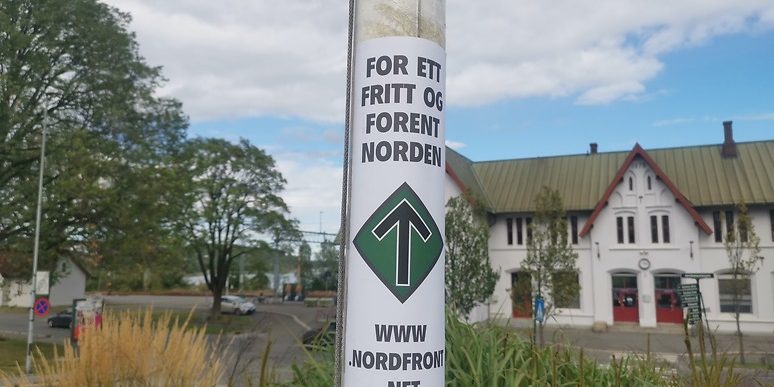 FOR ETT
FRITT OG
FORENT
NORDEN
WWW
.NORDFRONT
.NET